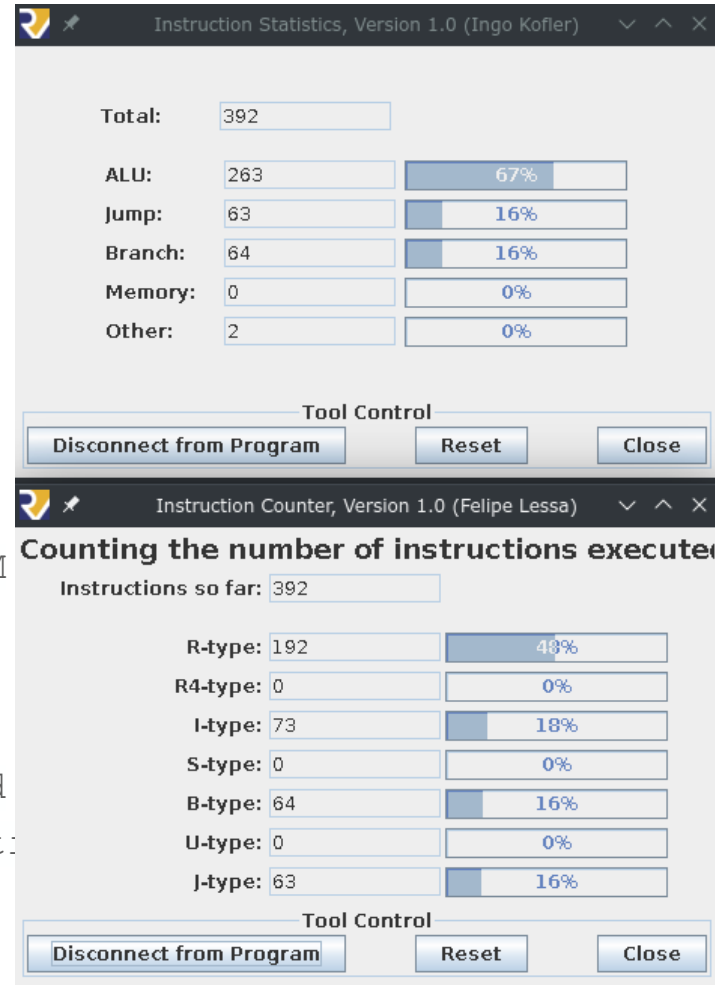 Instruction Statistics, Version 1.0 (Ingo Kofler)
Total: 392
ALU: 263 67%
Jump: 63 16%
Branch: 64 16%
Memory: 0 0%
Other: 2 0%
Tool Control
Disconnect from Program Reset Close
Instruction Counter, Version 1.0 (Felipe Lessa)
Counting the number of instructions execute
Instructions so far: 392
R-type: 192 48%
R4-type: 0 0%
I-type: 73 18%
S-type: 0 0%
B-type: 64 16%
U-type: 0 0%
J-type: 63 16%
Tool Control
Disconnect from Program Reset Close